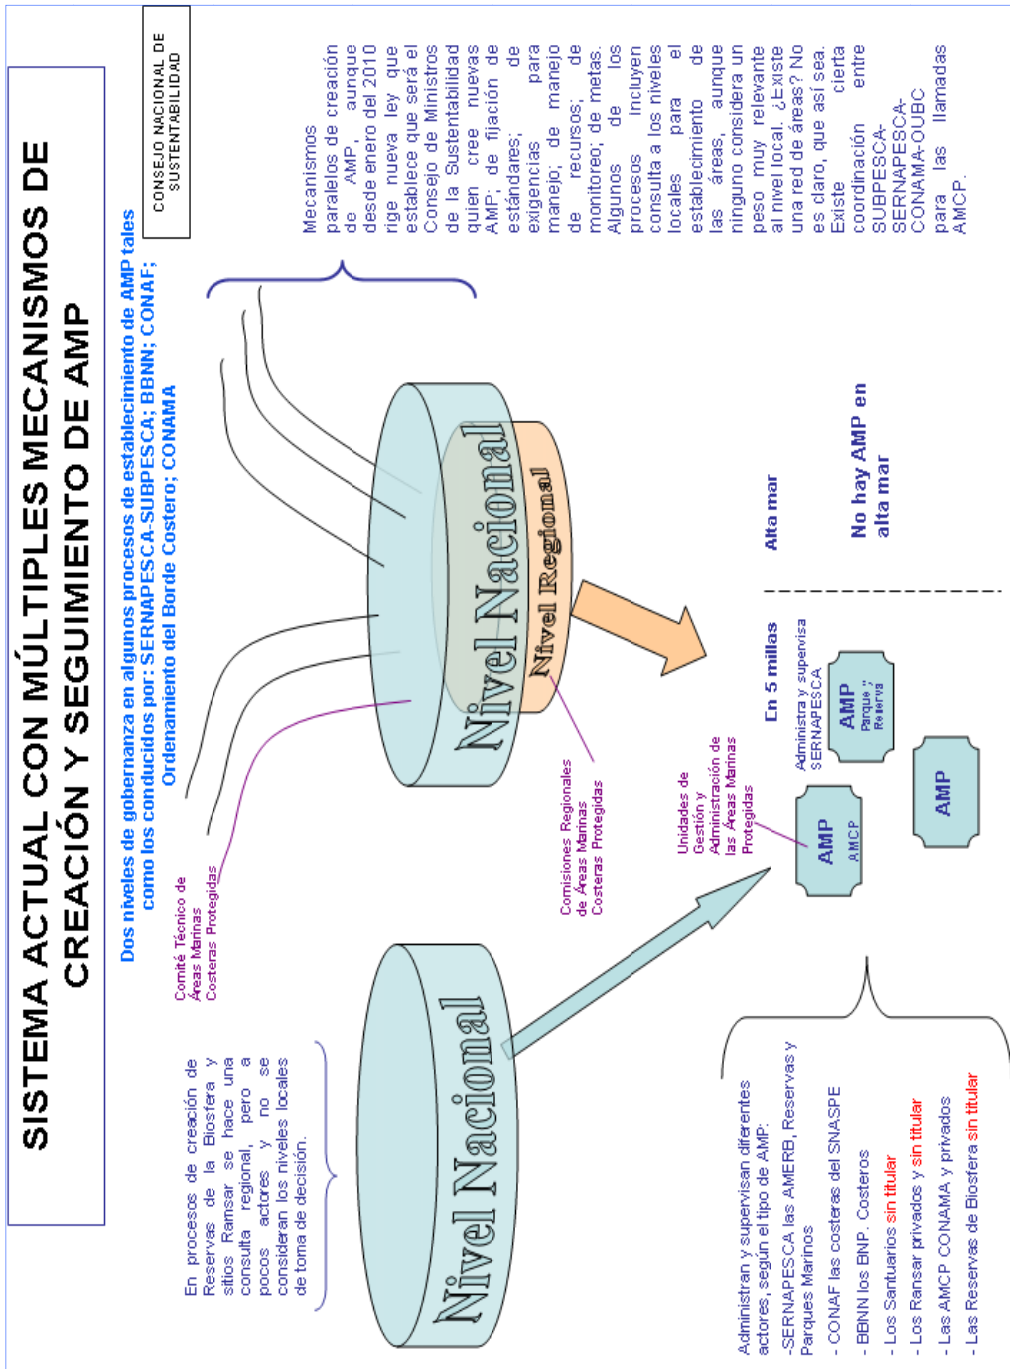 SISTEMA ACTUAL CON MÚLTIPLES MECANISMOS DE
CREACIÓN Y SEGUIMIENTO DE AMP
Dos niveles de gobernanza en algunos procesos de establecimiento de AMP tales
como los conducidos por: SERNAPESCA-SUBPESCA; BBNN; CONAF;
Ordenamiento del Borde Costero; CONAMA
CONSEJO NACIONAL DE
SUSTENTABILIDAD
En procesos de creación de
Reservas de la Biosfera y
sitios Ramsar se hace una
consulta regional, pero a
pocos actores y no se
consideran los niveles locales
de toma de decisión.
Comité Técnico de
Áreas Marinas
Costeras Protegidas
Mecanismos
paralelos de creación
de AMP, aunque
desde enero del 2010
rige nueva ley que
establece que será el
Consejo de Ministros
de la Sustentabilidad
quien cree nuevas
AMP; de fijación de
estándares; de
exigencias para
manejo; de manejo
de recursos; de
monitoreo; de metas.
Algunos de los
procesos incluyen
consulta a los niveles
locales para el
establecimiento de
las áreas, aunque
ninguno considera un
peso muy relevante
al nivel local. ¿Existe
una red de áreas? No
es claro, que así sea.
Existe cierta
coordinación entre
SUBPESCA-
SERNAPESCA-
CONAMA-OUBC
para las llamadas
AMCP.
Nivel Nacional
Nivel Nacional
Nivel Regional
Comisiones Regionales
de Áreas Marinas
Costeras Protegidas
Unidades de
Gestión y
Administración de
las Áreas Marinas
Protegidas
En 5 millas
Alta mar
Administra y supervisa
SERNAPESCA
No hay AMP en
alta mar
AMP
AMCP
AMP
Parque y
Reserva
AMP
Administran y supervisan diferentes
actores, según el tipo de AMP:
-SERNAPESCA las AMERB, Reservas y
Parques Marinos
- CONAF las costeras del SNASPE
- BBNN los BNP. Costeros
- Los Santuarios sin titular
- Los Ransar privados y sin titular
- Las AMCP CONAMA y privados
- Las Reservas de Biosfera sin titular